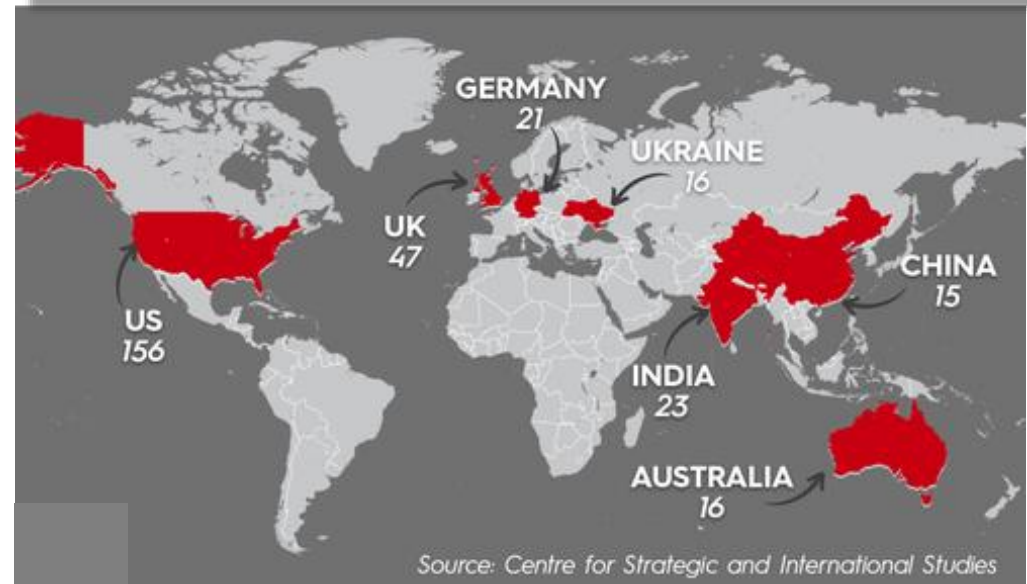 GERMANY
21
UKRAINE
16
UK
47
CHINA
15
US
156
INDIA
23
AUSTRALIA
16
Source: Centre for Strategic and International Studies